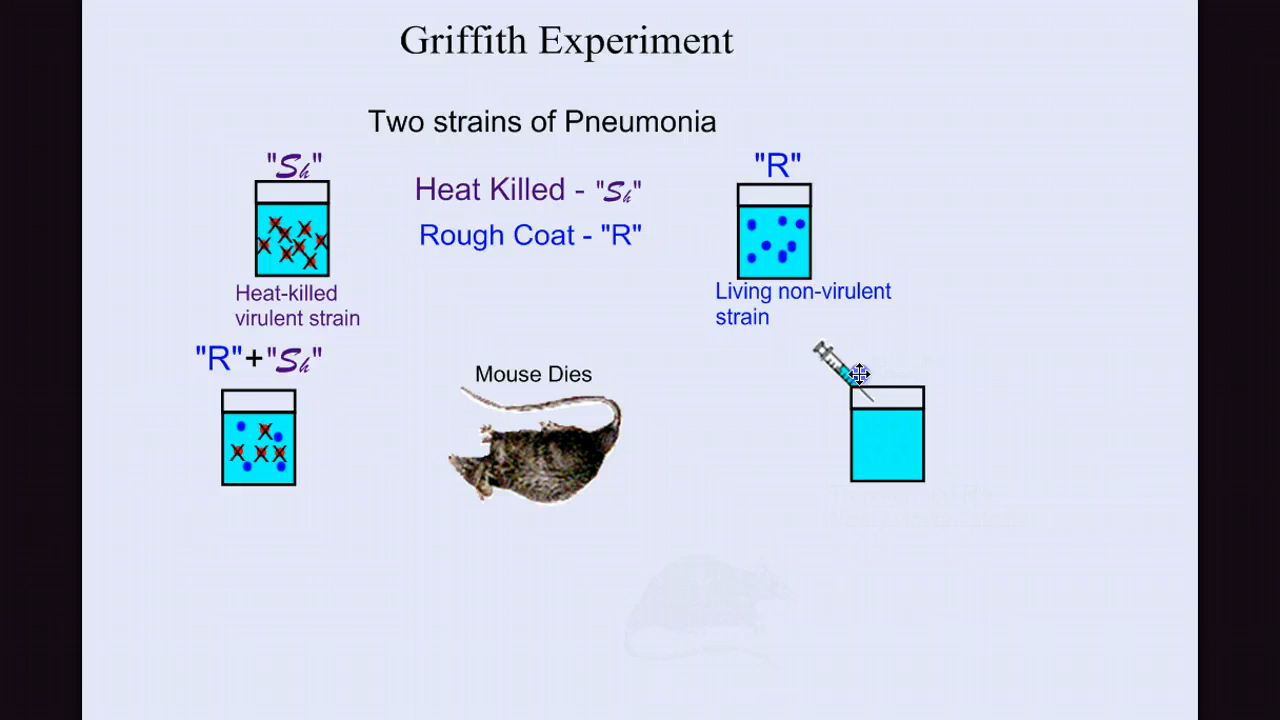 Griffith Experiment
Two strains of Pneumonia
"Sh"
Heat Killed - "Sh"
"R"
Rough Coat - "R"
Heat-killed
virulent strain
Living non-virulent
strain
"R"+"Sh"
Mouse Dies